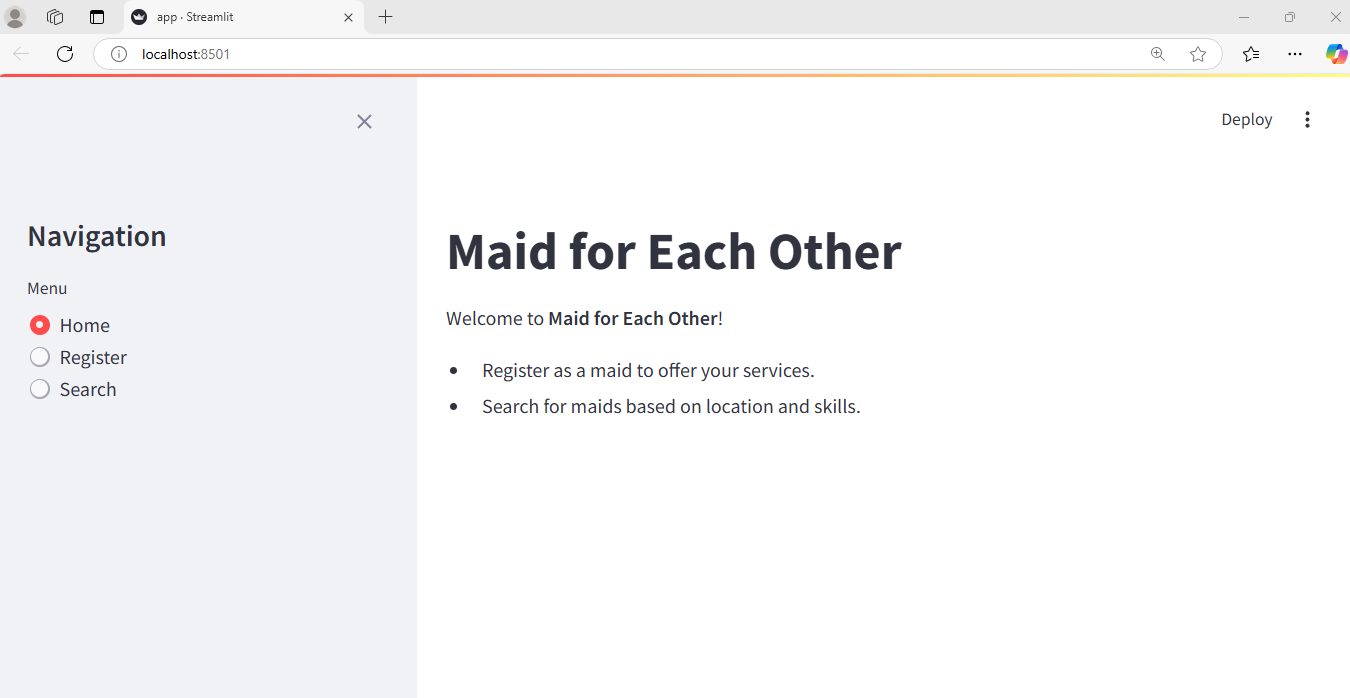 app · Streamlit
localhost:8501
Deploy
Navigation
Menu
Home
Register
Search
Maid for Each Other
Welcome to Maid for Each Other!
• Register as a maid to offer your services.
• Search for maids based on location and skills.